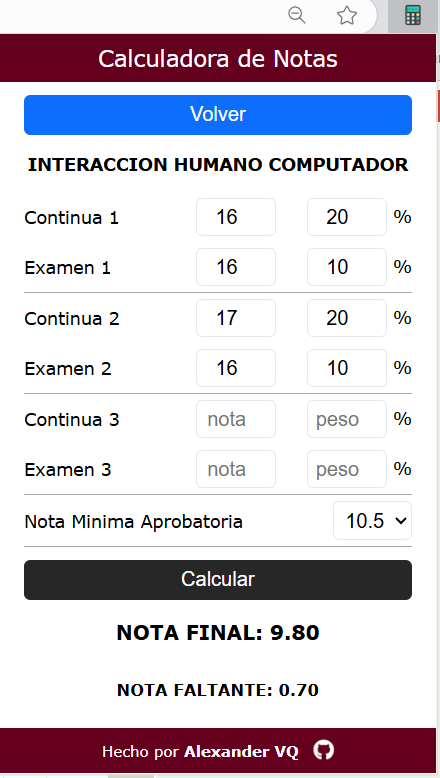 Calculadora de Notas
Volver
INTERACCION HUMANO COMPUTADOR
Continua 1 16 20 %
Examen 1 16 10 %
Continua 2 17 20 %
Examen 2 16 10 %
Continua 3 nota peso %
Examen 3 nota peso %
Nota Minima Aprobatoria 10.5
Calcular
NOTA FINAL: 9.80
NOTA FALTANTE: 0.70
Hecho por Alexander VQ